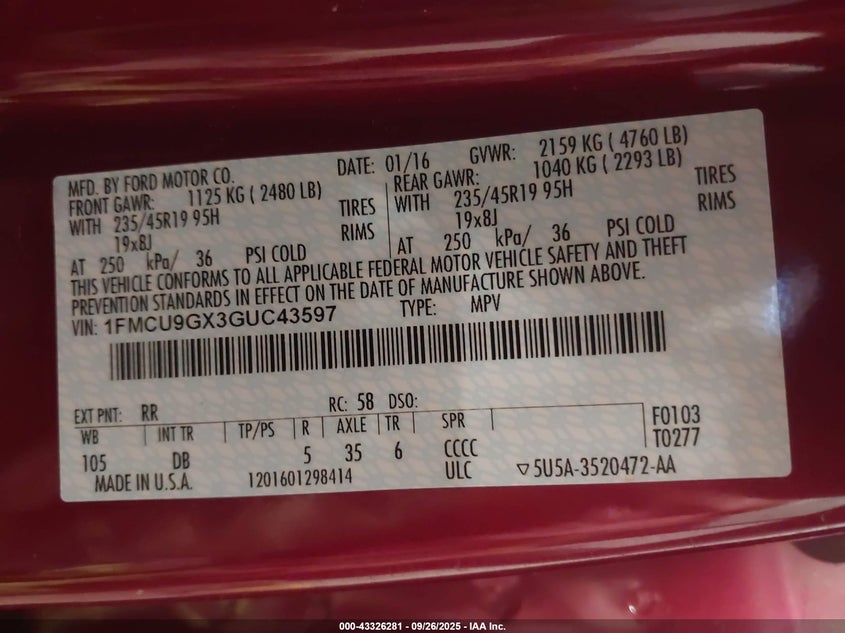 MFD. BY FORD MOTOR CO. DATE: 01/16 GVWR: 2159 KG ( 4760 LB)
FRONT GAWR: 1125 KG ( 2480 LB) REAR GAWR: 1040 KG ( 2293 LB)
WITH 235/45R19 95H TIRES WITH 235/45R19 95H TIRES
19x8J RIMS 19x8J RIMS
AT 250 kPa/ 36 PSI COLD AT 250 kPa/ 36 PSI COLD
THIS VEHICLE CONFORMS TO ALL APPLICABLE FEDERAL MOTOR VEHICLE SAFETY AND THEFT
PREVENTION STANDARDS IN EFFECT ON THE DATE OF MANUFACTURE SHOWN ABOVE.
VIN: 1FMCU9GX3GUC43597 TYPE: MPV
EXT PNT: RR RC: 58 DSO:
WB INT TR TP/PS R AXLE TR SPR F0103
T0277
105 DB 5 35 6 CCCC
MADE IN U.S.A. 1201601298414 ULC ▽5U5A-3520472-AA
000-43326281 - 09/26/2025 - IAA Inc.